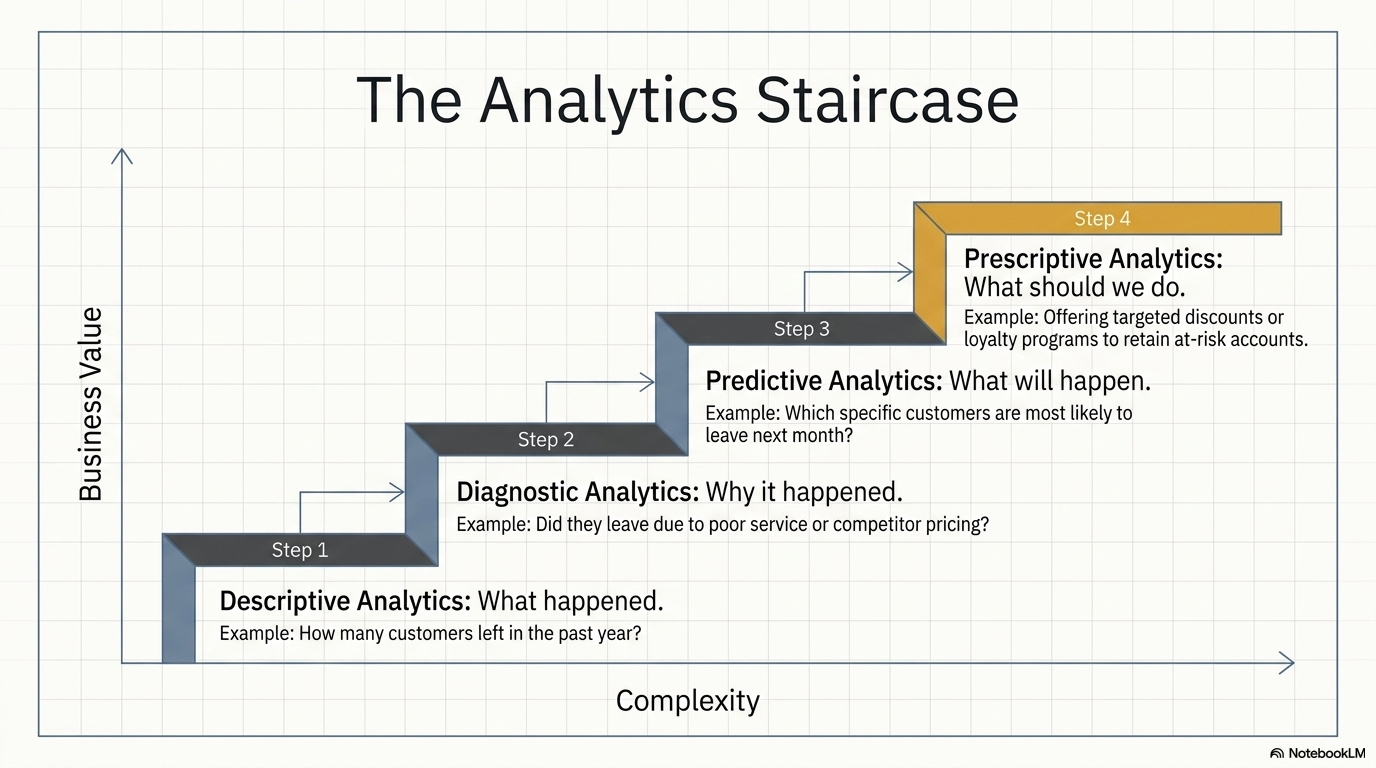 The Analytics Staircase
Business Value
Step 4
Prescriptive Analytics:
What should we do.
Example: Offering targeted discounts or
loyalty programs to retain at-risk accounts.
Step 3
Predictive Analytics: What will happen.
Example: Which specific customers are most likely to
leave next month?
Step 2
Diagnostic Analytics: Why it happened.
Example: Did they leave due to poor service or competitor pricing?
Step 1
Descriptive Analytics: What happened.
Example: How many customers left in the past year?
Complexity
NotebookLM